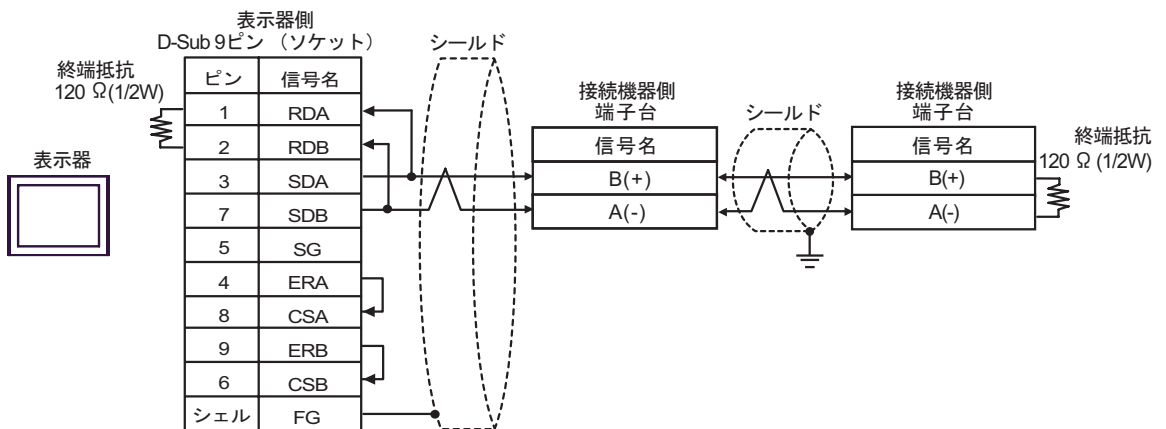 表示器側
D-Sub 9ピン (ソケット)
シールド
終端抵抗
120 Ω(1/2W)
ピン 信号名
1 RDA
2 RDB
3 SDA
7 SDB
5 SG
4 ERA
8 CSA
9 ERB
6 CSB
シェル FG
表示器
接続機器側
端子台
信号名
B(+)
A(-)
シールド
接続機器側
端子台
信号名
B(+)
A(-)
終端抵抗
120 Ω (1/2W)